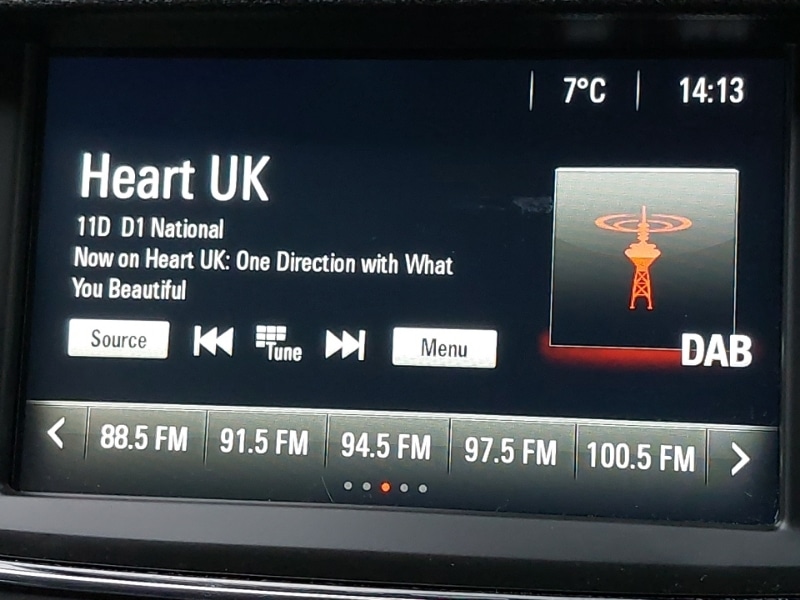 7°C 14:13
Heart UK
11D D1 National
Now on Heart UK: One Direction with What
You Beautiful
DAB
Source Tune Menu
88.5 FM 91.5 FM 94.5 FM 97.5 FM 100.5 FM